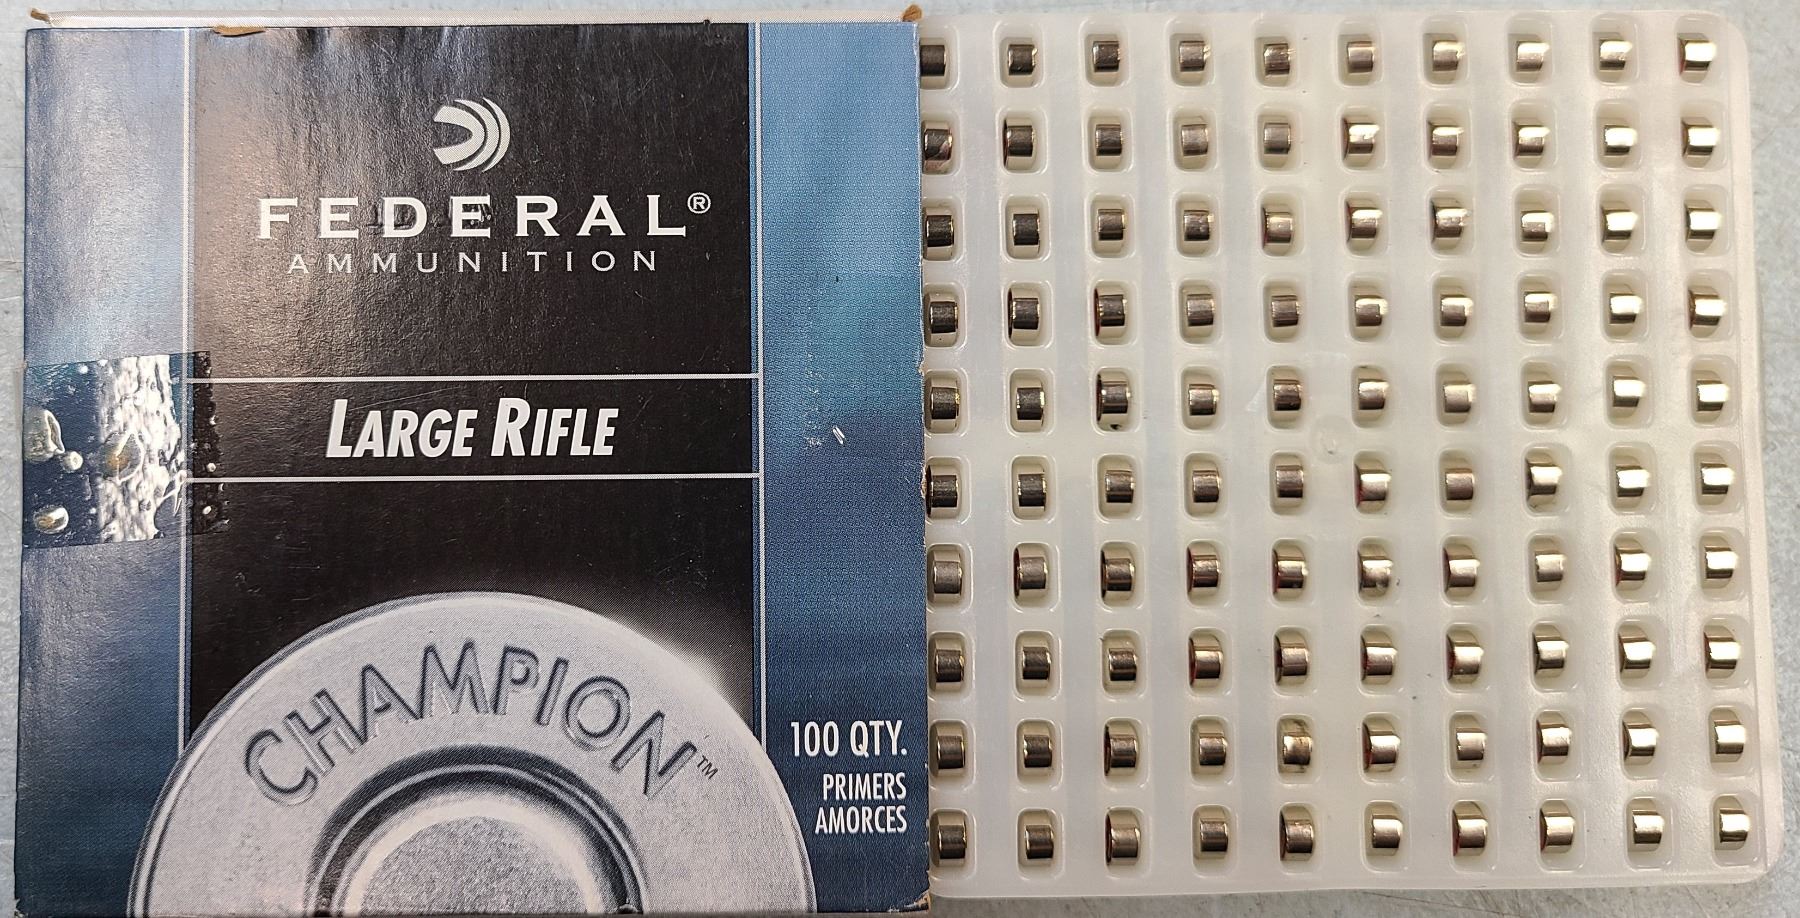 FEDERAL®
AMMUNITION
LARGE RIFLE
CHAMPION™
100 QTY.
PRIMERS
AMORCES